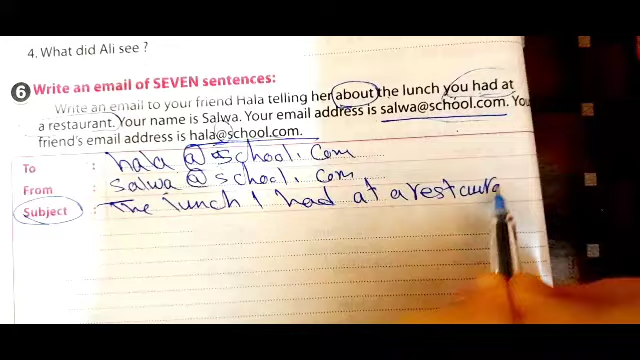 4. What did Ali see ?
6 Write an email of SEVEN sentences:
Write an email to your friend Hala telling her about the lunch you had at
a restaurant. Your name is Salwa. Your email address is salwa@school.com. You
friend's email address is hala@school.com.
To : hala @ school. Com
From : salwa @ school. Com
Subject : The lunch I had at a restaura